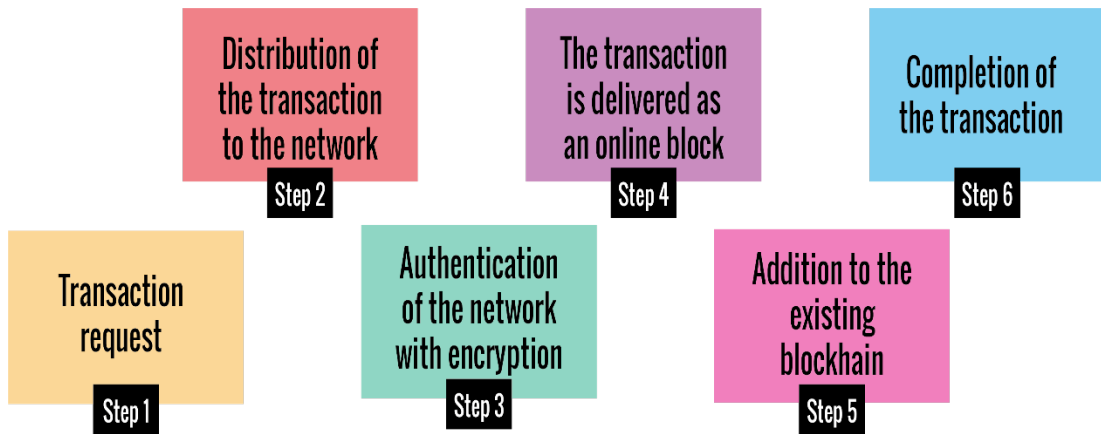 Transaction
request
Step 1
Distribution of
the transaction
to the network
Step 2
Authentication
of the network
with encryption
Step 3
The transaction
is delivered as
an online block
Step 4
Addition to the
existing
blockhain
Step 5
Completion of
the transaction
Step 6